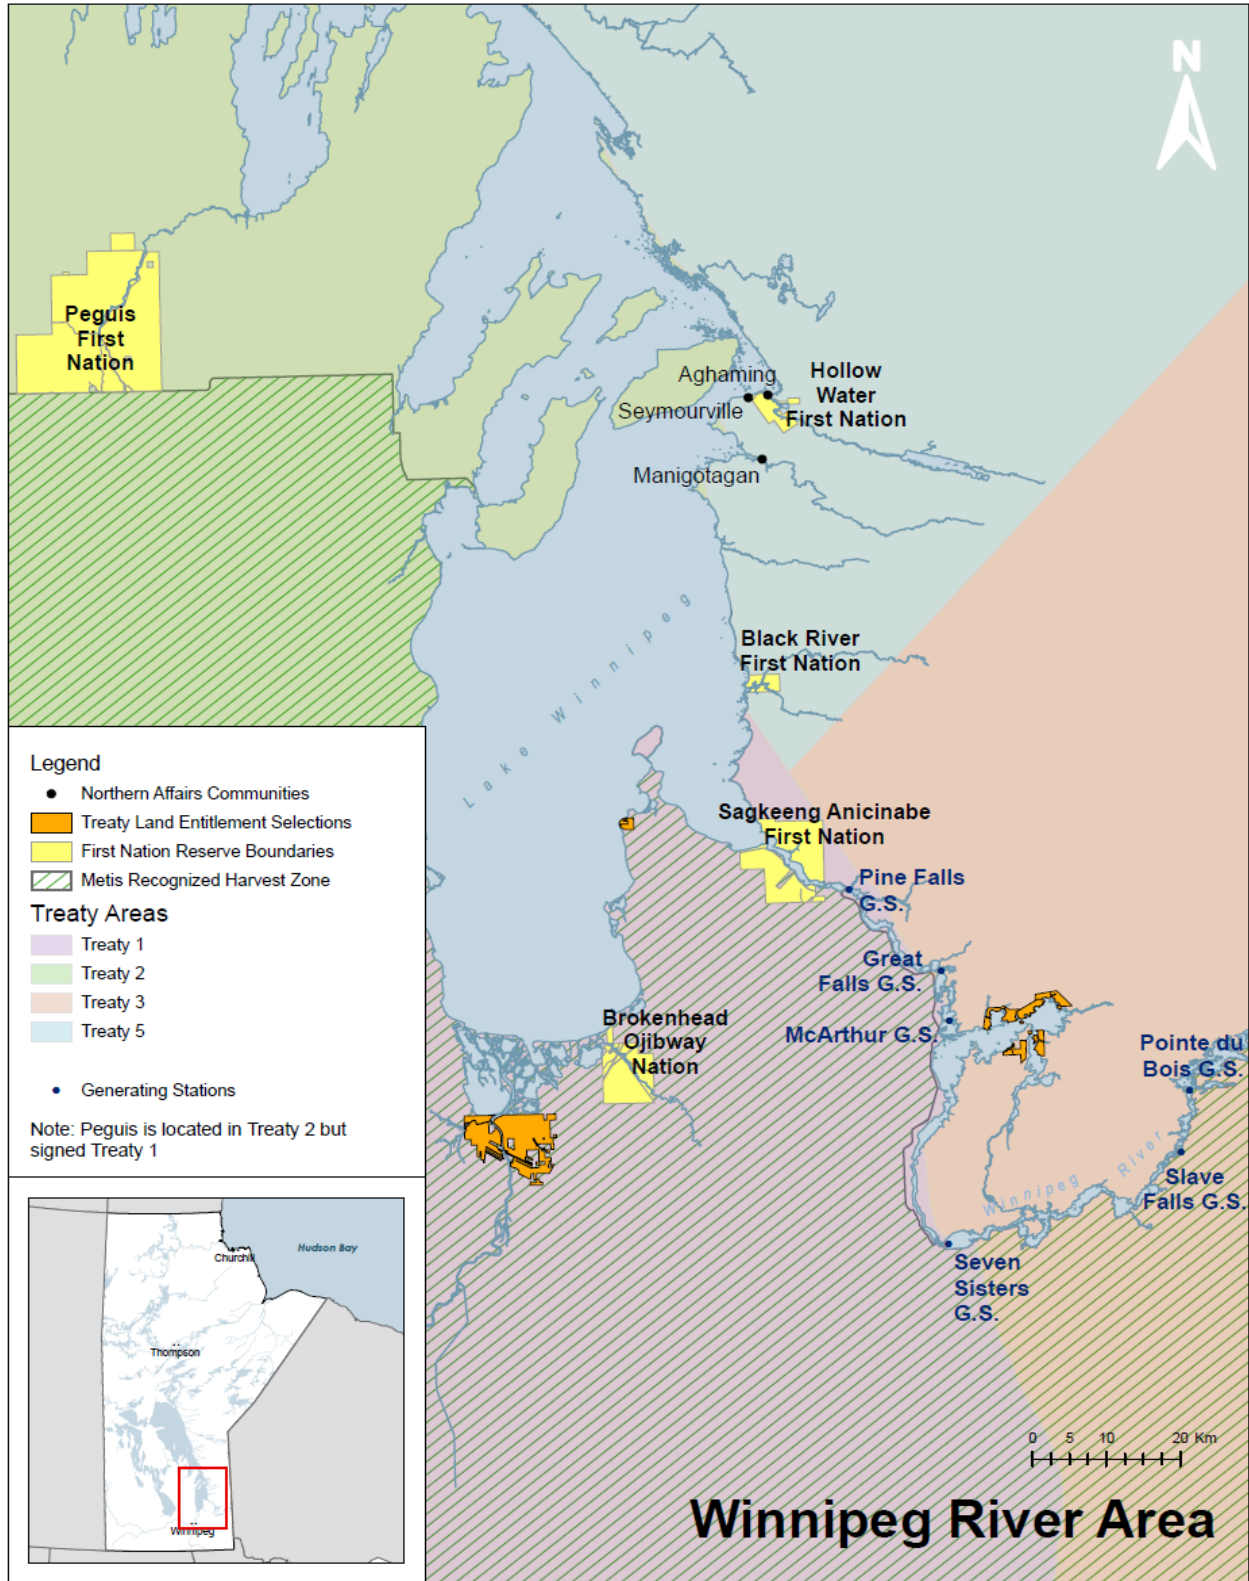 N
Peguis
First
Nation
Aghaming
Hollow
Water
First Nation
Seymourville
Manigotagan
Lake Winnipeg
Black River
First Nation
Sagkeeng Anicinabe
First Nation
Pine Falls
G.S.
Great
Falls G.S.
McArthur G.S.
Brokenhead
Ojibway
Nation
Pointe du
Bois G.S.
Winnipeg River
Slave
Falls G.S.
Seven
Sisters
G.S.
Legend
Northern Affairs Communities
Treaty Land Entitlement Selections
First Nation Reserve Boundaries
Metis Recognized Harvest Zone
Treaty Areas
Treaty 1
Treaty 2
Treaty 3
Treaty 5
Generating Stations
Note: Peguis is located in Treaty 2 but
signed Treaty 1
Hudson Bay
Churchill
Thompson
Winnipeg
0 5 10 20 Km
Winnipeg River Area